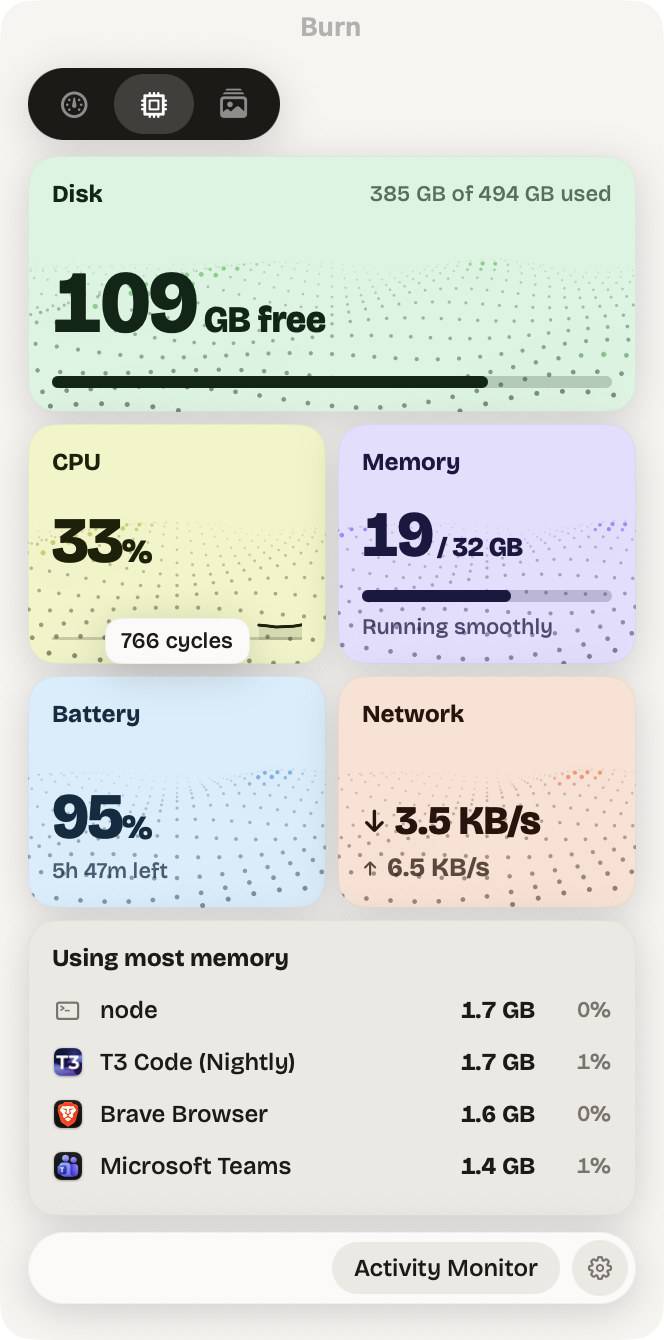 Burn
Disk
385 GB of 494 GB used
109 GB free
CPU
33%
766 cycles
Memory
19 / 32 GB
Running smoothly
Battery
95%
5h 47m left
Network
↓ 3.5 KB/s
↑ 6.5 KB/s
Using most memory
node 1.7 GB 0%
T3 T3 Code (Nightly) 1.7 GB 1%
Brave Browser 1.6 GB 0%
Microsoft Teams 1.4 GB 1%
Activity Monitor